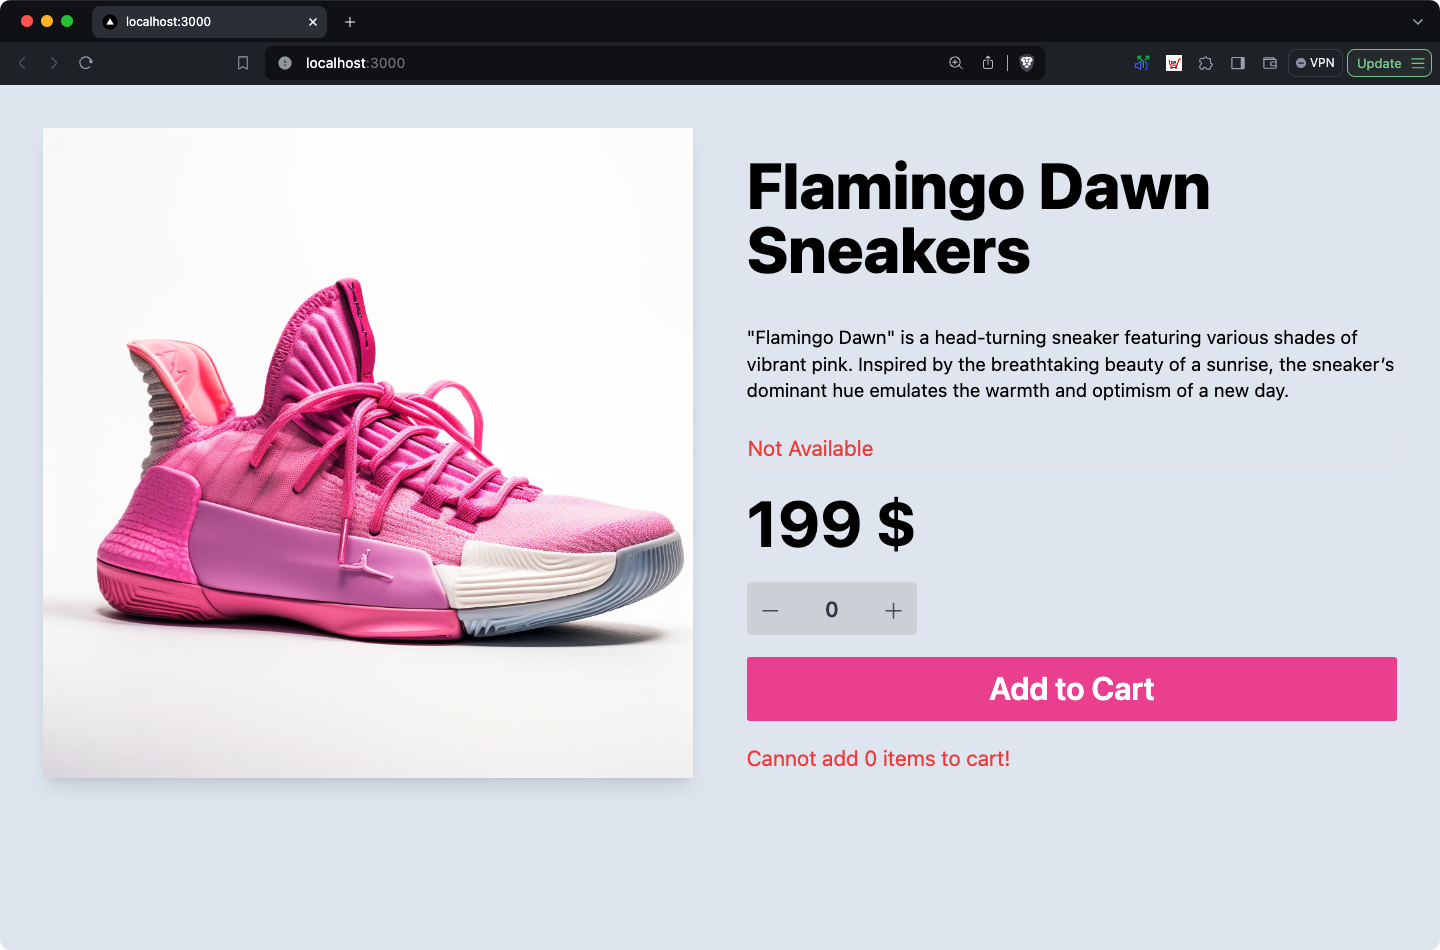 localhost:3000
localhost:3000
VPN
Update
Flamingo Dawn
Sneakers
"Flamingo Dawn" is a head-turning sneaker featuring various shades of
vibrant pink. Inspired by the breathtaking beauty of a sunrise, the sneaker’s
dominant hue emulates the warmth and optimism of a new day.
Not Available
199 $
0
Add to Cart
Cannot add 0 items to cart!